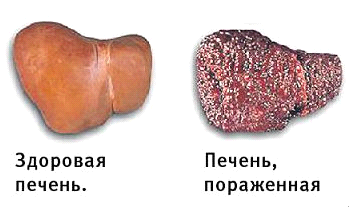 Здоровая
печень.
Печень,
пораженная